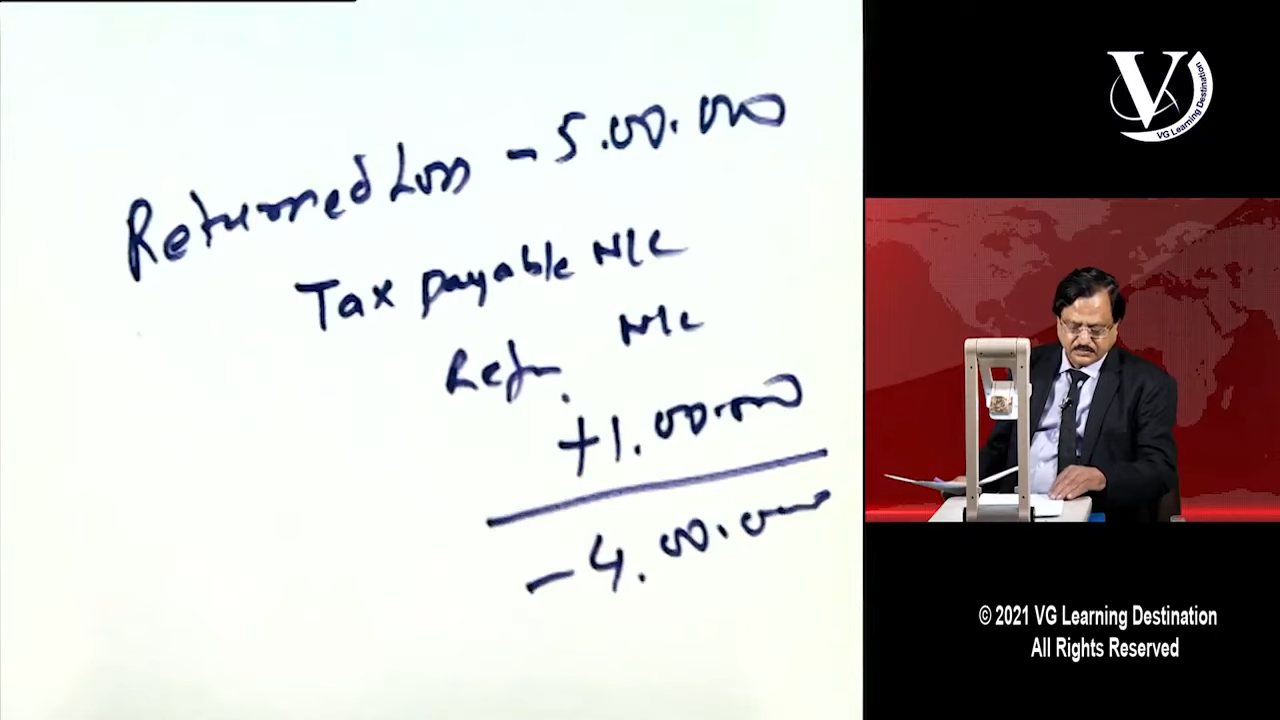 Returned Loss - 5.00.000
Tax payable NIL
Refn. NIL
+1.00.000
-4.00.000
V
VG Learning Destination
© 2021 VG Learning Destination
All Rights Reserved